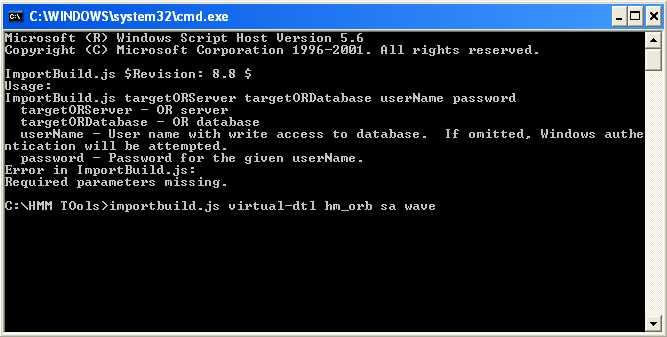 C:\WINDOWS\system32\cmd.exe
Microsoft (R) Windows Script Host Version 5.6
Copyright (C) Microsoft Corporation 1996-2001. All rights reserved.
ImportBuild.js $Revision: 8.8 $
Usage:
ImportBuild.js targetORServer targetORDatabase userName password
targetORServer - OR server
targetORDatabase - OR database
userName - User name with write access to database.  If omitted, Windows authe
ntication will be attempted.
password - Password for the given userName.
Error in ImportBuild.js:
Required parameters missing.
C:\HMM TOols>importbuild.js virtual-dtl hm_orb sa wave